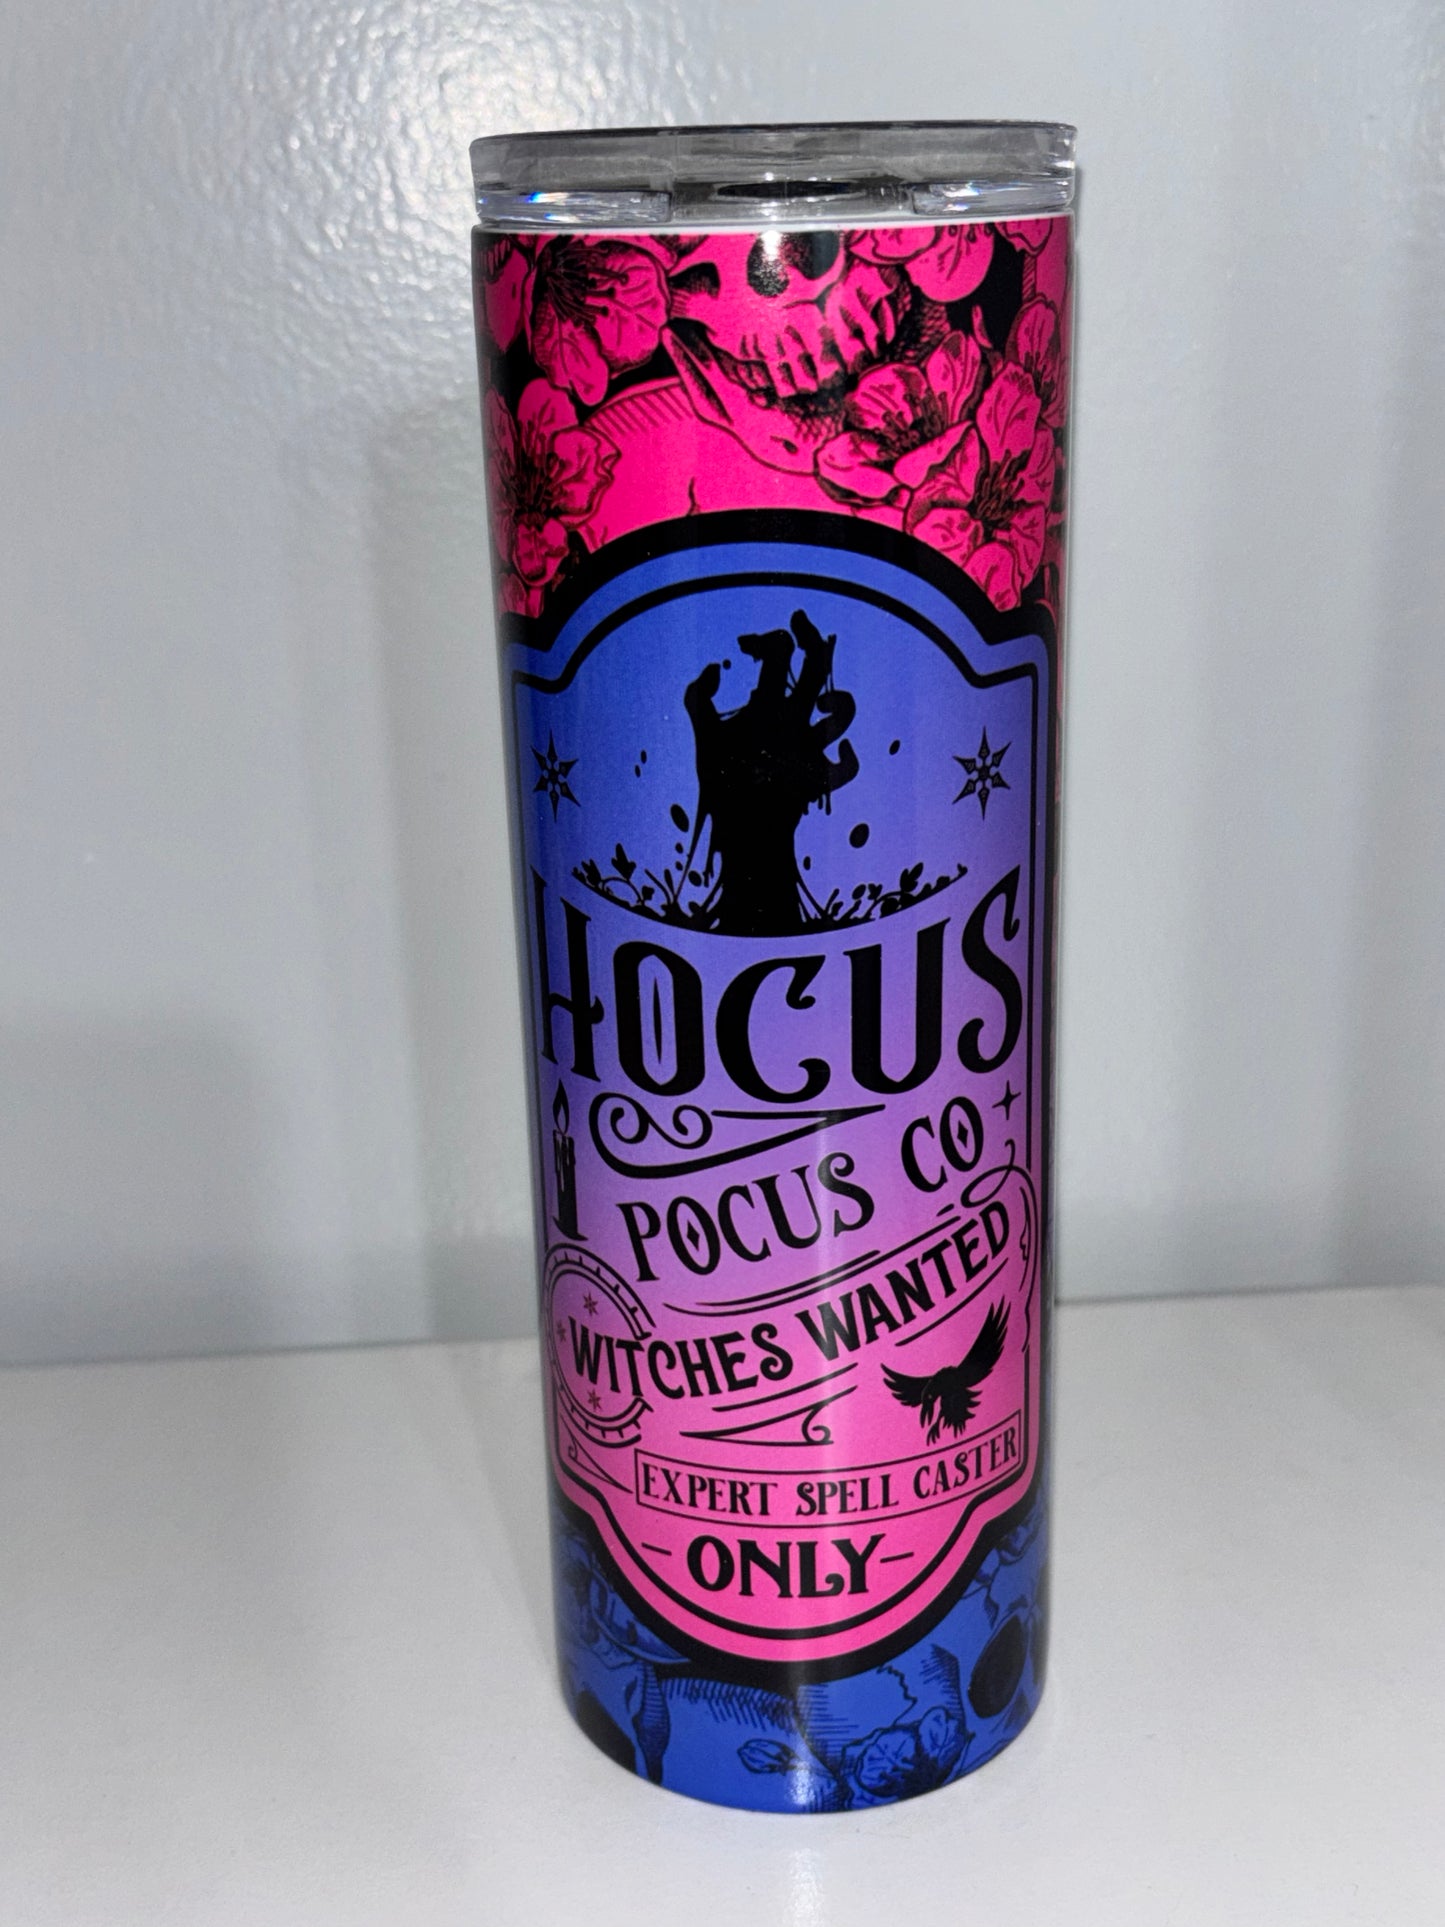 HOCUS
POCUS CO
WITCHES WANTED
EXPERT SPELL CASTER
-ONLY-